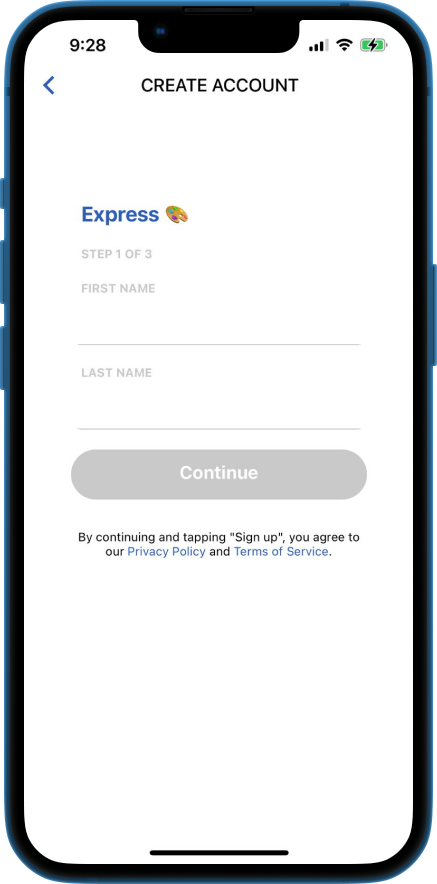 9:28
CREATE ACCOUNT
Express 🎨
STEP 1 OF 3
FIRST NAME
LAST NAME
Continue
By continuing and tapping "Sign up", you agree to
our Privacy Policy and Terms of Service.